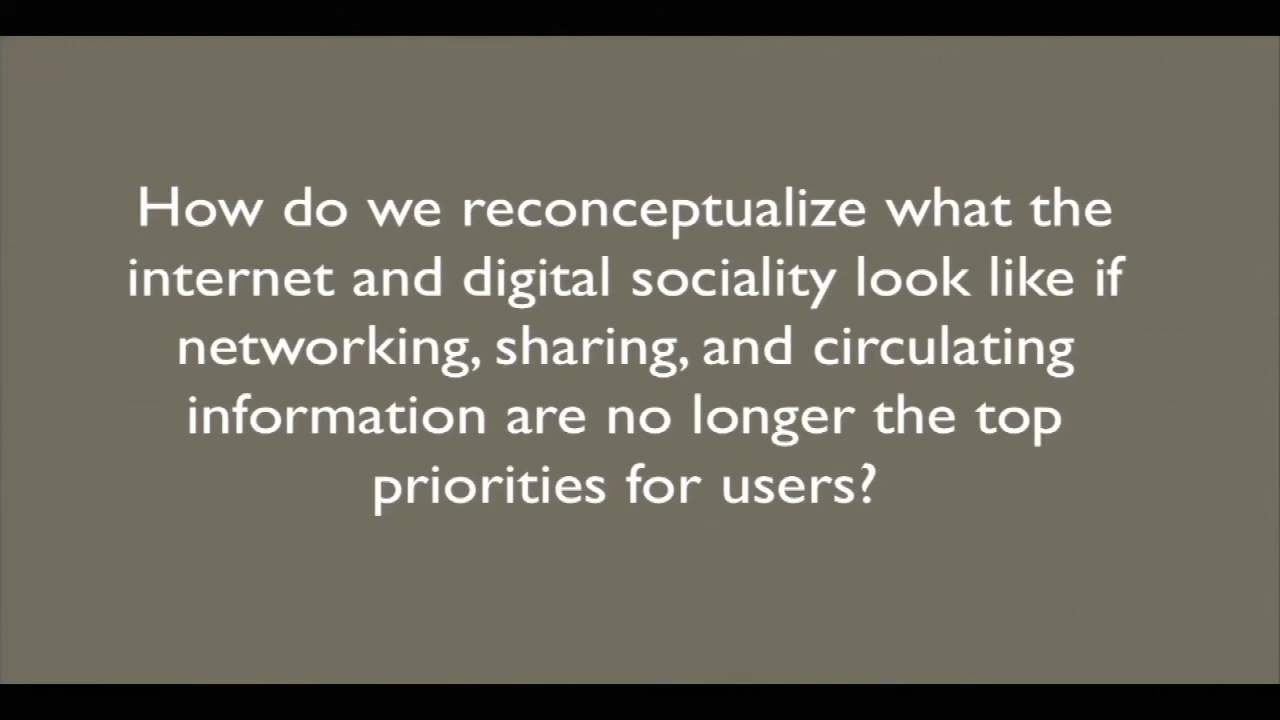 How do we reconceptualize what the
internet and digital sociality look like if
networking, sharing, and circulating
information are no longer the top
priorities for users?